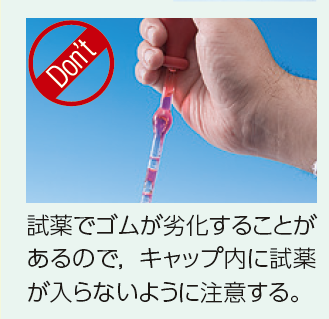 Don't
試薬でゴムが劣化することが
あるので，キャップ内に試薬
が入らないように注意する。